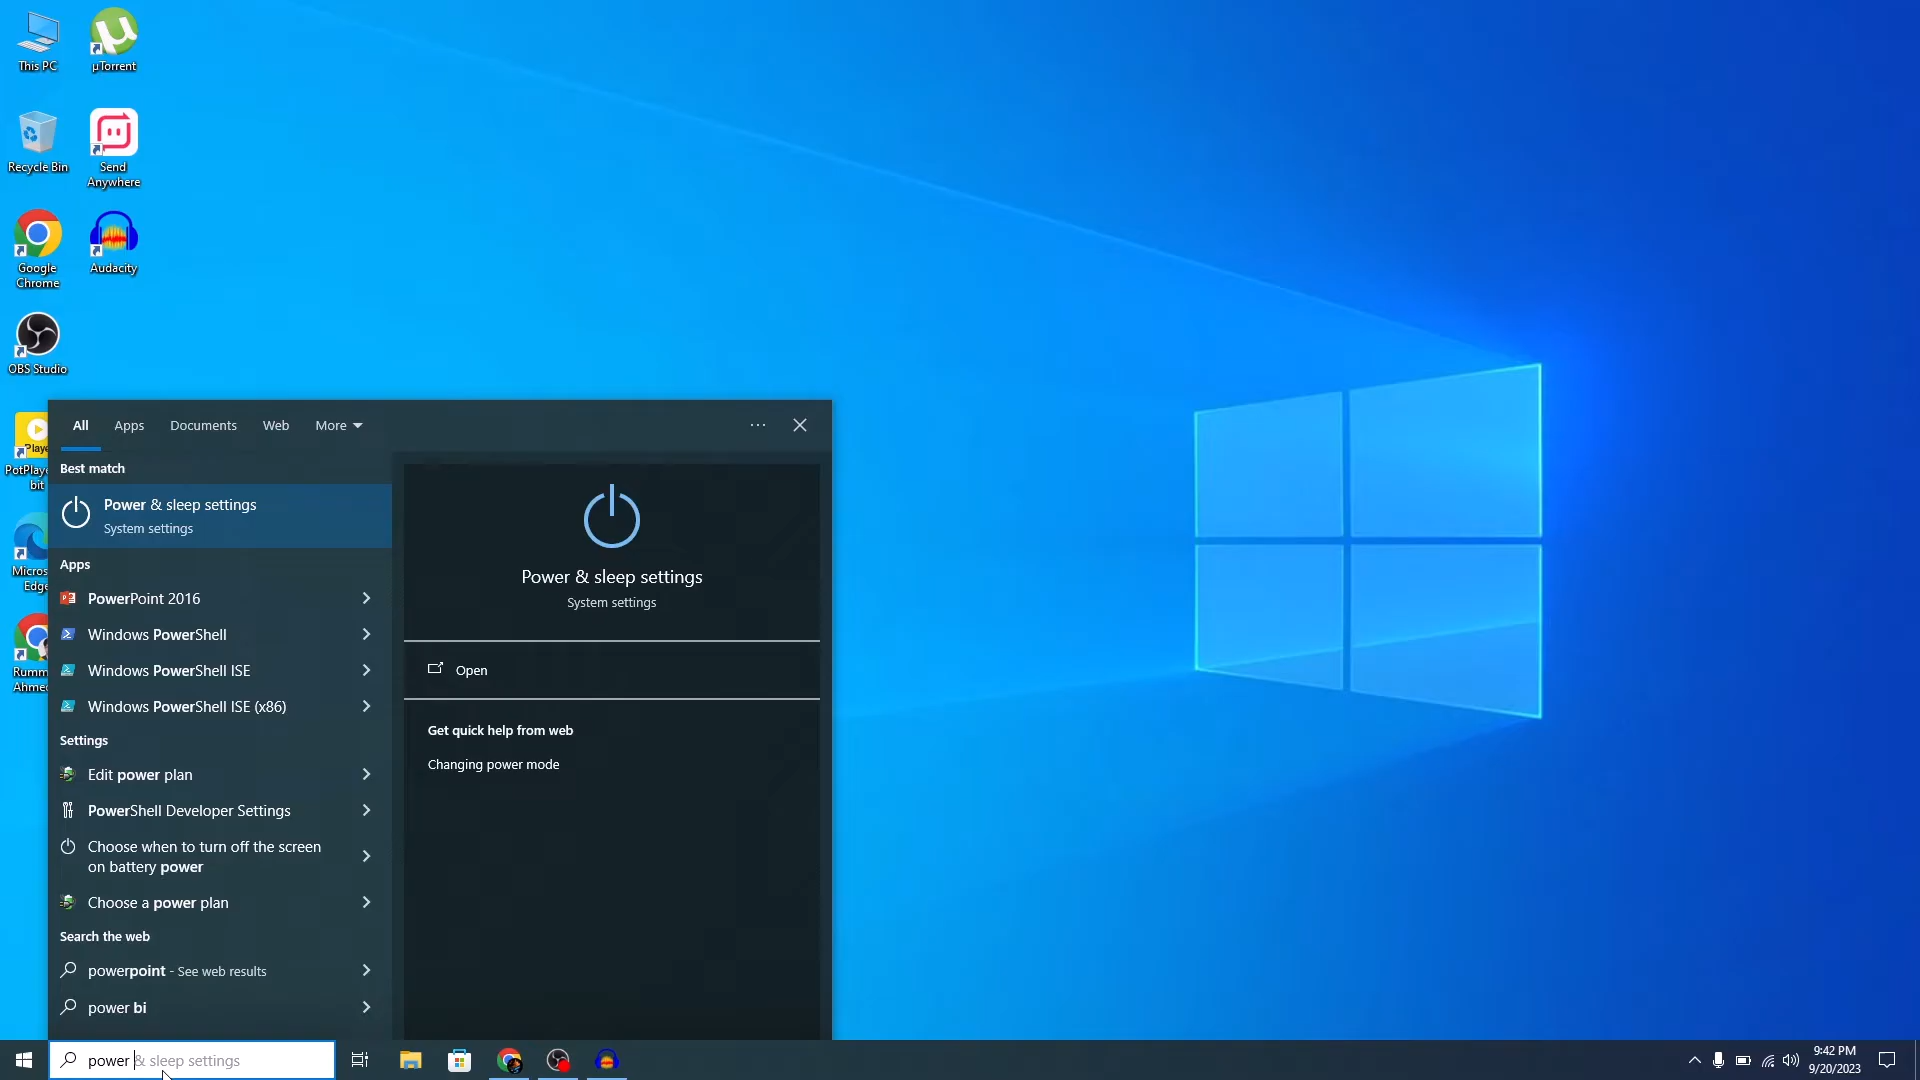 This PC
µTorrent
Recycle Bin
Send
Anywhere
Google
Chrome
Audacity
OBS Studio
Playe
PotPlaye
bit
Micros
Edge
Rumm
Ahmed
All
Apps
Documents
Web
More
Best match
Power & sleep settings
System settings
Apps
PowerPoint 2016
Windows PowerShell
Windows PowerShell ISE
Windows PowerShell ISE (x86)
Settings
Edit power plan
PowerShell Developer Settings
Choose when to turn off the screen
on battery power
Choose a power plan
Search the web
powerpoint - See web results
power bi
Power & sleep settings
System settings
Open
Get quick help from web
Changing power mode
power & sleep settings
9:42 PM
9/20/2023